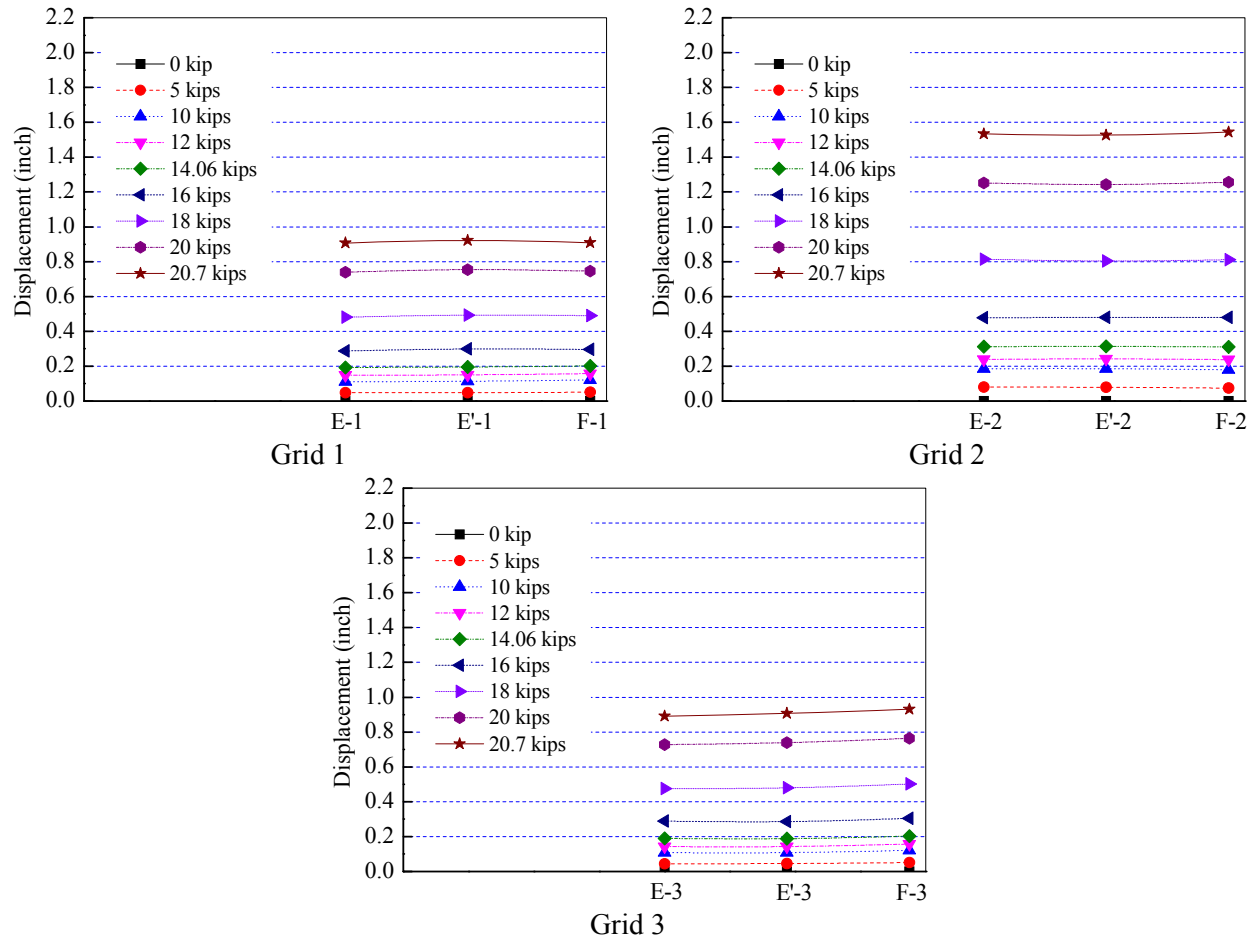 Displacement (inch)
2.2
2.0
1.8
1.6
1.4
1.2
1.0
0.8
0.6
0.4
0.2
0.0
0 kip
5 kips
10 kips
12 kips
14.06 kips
16 kips
18 kips
20 kips
20.7 kips
E-1 E'-1 F-1
Grid 1
Displacement (inch)
2.2
2.0
1.8
1.6
1.4
1.2
1.0
0.8
0.6
0.4
0.2
0.0
0 kip
5 kips
10 kips
12 kips
14.06 kips
16 kips
18 kips
20 kips
20.7 kips
E-2 E'-2 F-2
Grid 2
Displacement (inch)
2.2
2.0
1.8
1.6
1.4
1.2
1.0
0.8
0.6
0.4
0.2
0.0
0 kip
5 kips
10 kips
12 kips
14.06 kips
16 kips
18 kips
20 kips
20.7 kips
E-3 E'-3 F-3
Grid 3